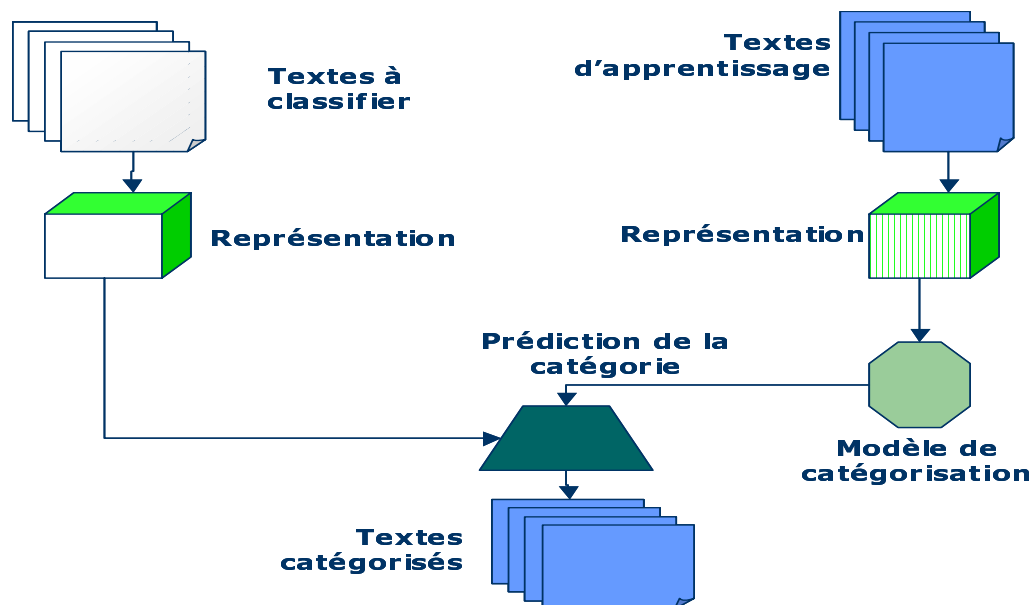 Textes à
classifier
Textes
d'apprentissage
Représentation
Représentation
Prédiction de la
catégorie
Modèle de
catégorisation
Textes
catégorisés